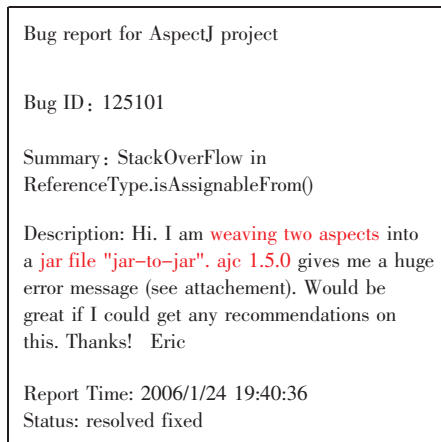 Bug report for AspectJ project
Bug ID：125101
Summary：StackOverFlow in
ReferenceType.isAssignableFrom()
Description: Hi. I am weaving two aspects into
a jar file "jar-to-jar". ajc 1.5.0 gives me a huge
error message (see attachement). Would be
great if I could get any recommendations on
this. Thanks!   Eric
Report Time: 2006/1/24 19:40:36
Status: resolved fixed